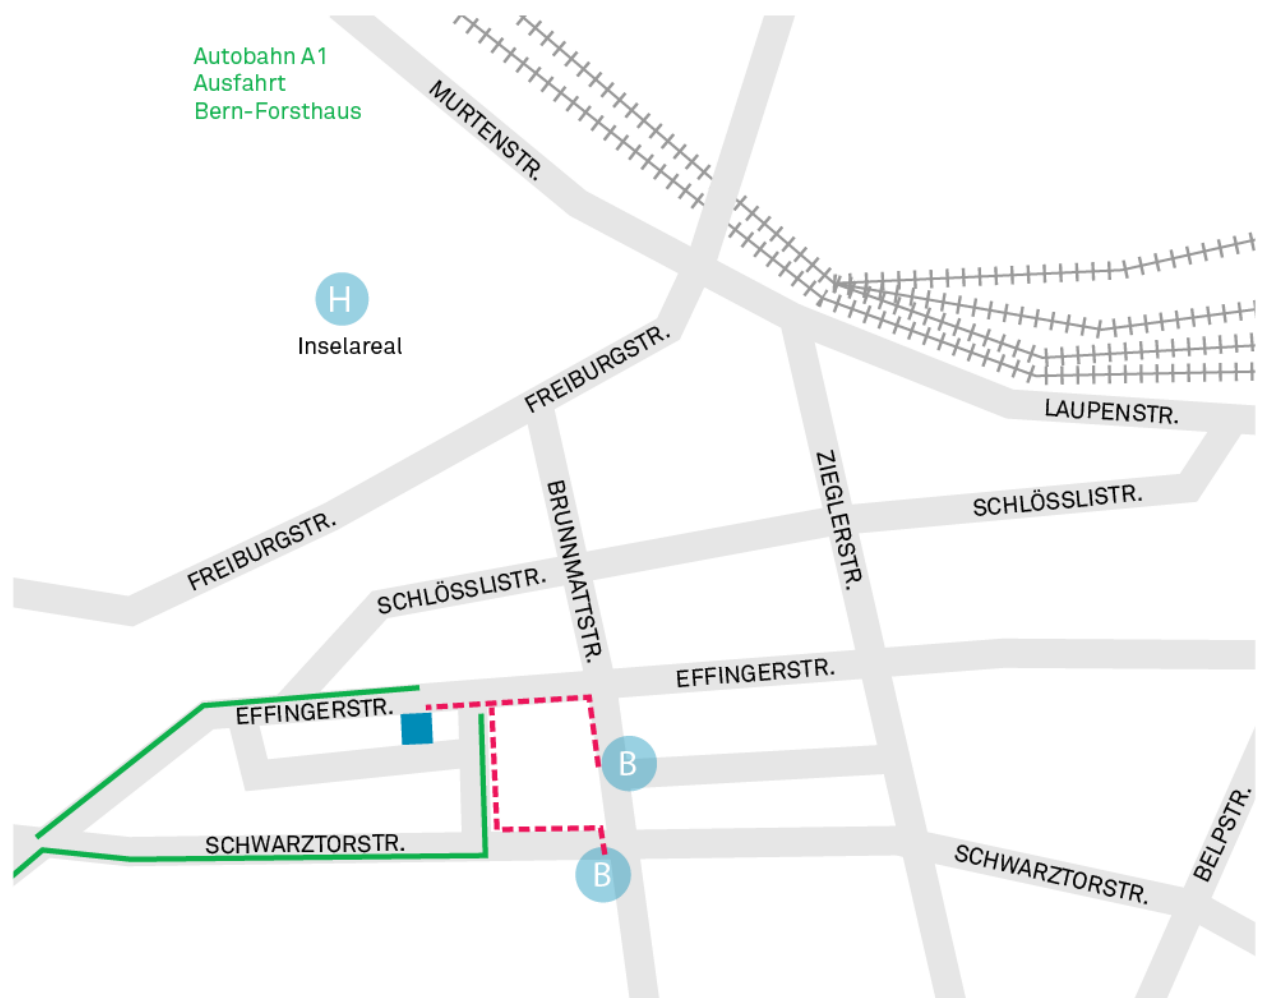 Autobahn A1
Ausfahrt
Bern-Forsthaus
MURTENSTR.
H
Inselareal
FREIBURGSTR.
LAUPENSTR.
ZIEGLERSTR.
BRUNNMATTSTR.
SCHLÖSSLISTR.
FREIBURGSTR.
SCHLÖSSLISTR.
EFFINGERSTR.
EFFINGERSTR.
B
BELPSTR.
SCHWARZTORSTR.
SCHWARZTORSTR.
B